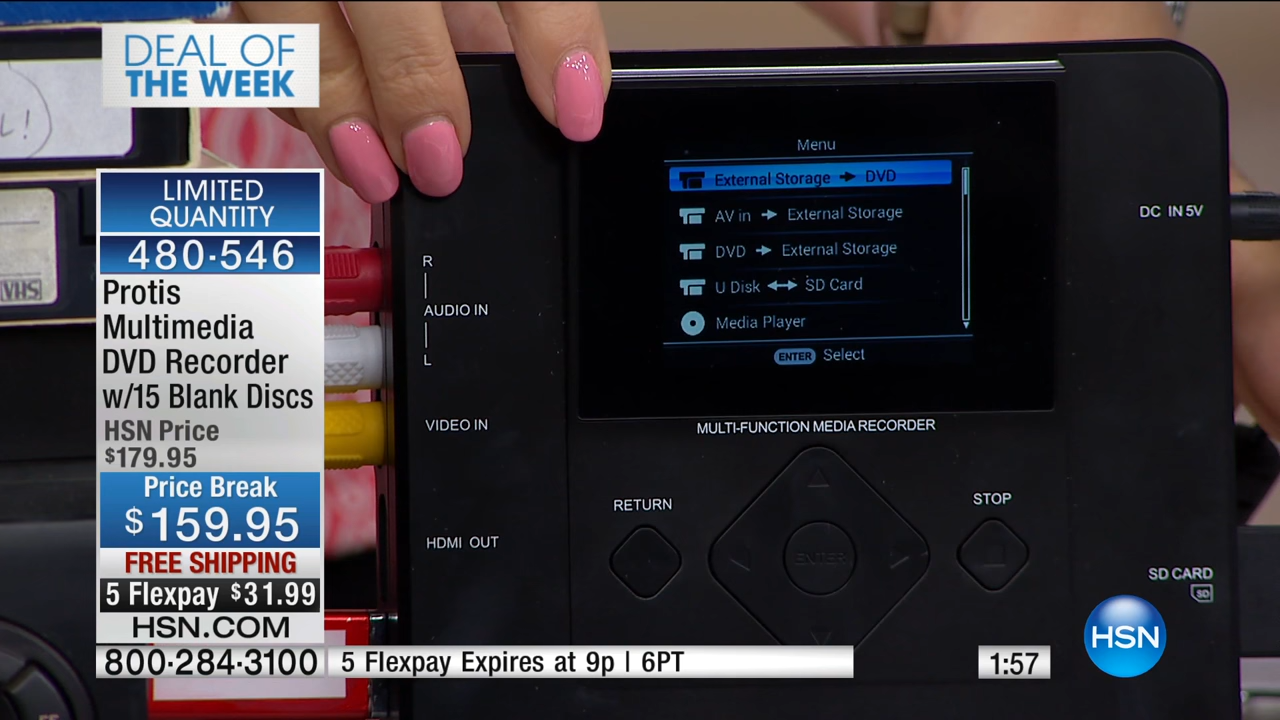 DEAL OF
THE WEEK
L!
VHS
LIMITED
QUANTITY
480·546
Protis
Multimedia
DVD Recorder
w/15 Blank Discs
HSN Price
$179.95
Price Break
$159.95
FREE SHIPPING
5 Flexpay $31.99
HSN.COM
800·284·3100
5 Flexpay Expires at 9p | 6PT
1:57
HSN
Menu
External Storage → DVD
AV in → External Storage
DVD → External Storage
U Disk ↔ SD Card
Media Player
ENTER Select
R
AUDIO IN
L
VIDEO IN
HDMI OUT
MULTI-FUNCTION MEDIA RECORDER
RETURN
ENTER
STOP
DC IN 5V
SD CARD
SD